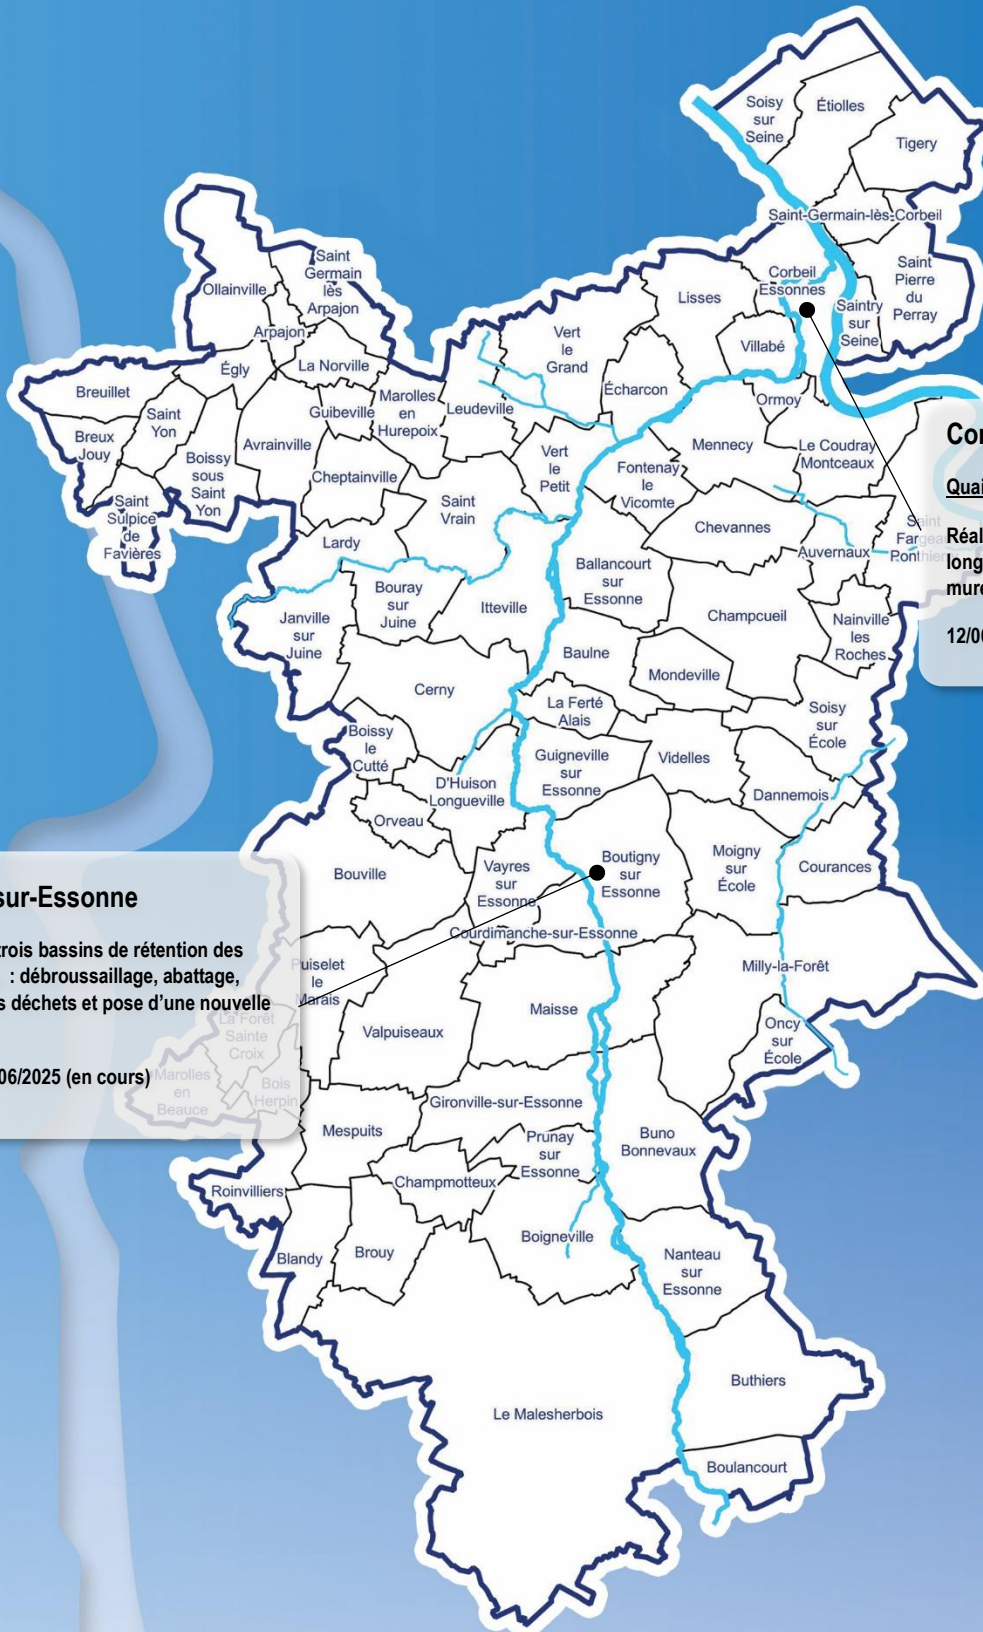 Soisy
sur
Seine
Étiolles
Tigery
Saint-Germain-lès-Corbeil
Saint
Pierre
du
Perray
Corbeil
Essonnes
Saintry
sur
Seine
Lisses
Villabé
Ormoy
Saint
Germain
lès
Arpajon
Ollainville
Arpajon
La Norville
Égly
Breuillet
Breux
Jouy
Saint
Yon
Boissy
sous
Saint
Yon
Saint
Sulpice
de
Favières
Avrainville
Guibeville
Cheptainville
Marolles
en
Hurepoix
Leudeville
Vert
le
Grand
Écharcon
Vert
le
Petit
Fontenay
le
Vicomte
Mennecy
Le Coudray
Montceaux
Chevannes
Auvernaux
Saint
Fargeau
Ponthierry
Saint
Vrain
Lardy
Janville
sur
Juine
Bouray
sur
Juine
Itteville
Ballancourt
sur
Essonne
Champcueil
Nainville
les
Roches
Baulne
Mondeville
Cerny
La Ferté
Alais
Soisy
sur
École
Boissy
le
Cutté
D'Huison
Longueville
Guigneville
sur
Essonne
Videlles
Dannemois
Orveau
Bouville
Vayres
sur
Essonne
Boutigny
sur
Essonne
Moigny
sur
École
Courances
Courdimanche-sur-Essonne
Milly-la-Forêt
Puiselet
le
Marais
Valpuiseaux
Maisse
Oncy
sur
École
La Forêt
Sainte
Croix
Marolles
en
Beauce
Bois
Herpin
Mespuits
Gironville-sur-Essonne
Prunay
sur
Essonne
Buno
Bonnevaux
Roinvilliers
Champmotteux
Blandy
Brouy
Boigneville
Nanteau
sur
Essonne
Buthiers
Le Malesherbois
Boulancourt
Quai
12/0
sur-Essonne
trois bassins de rétention des
: débroussaillage, abattage,
s déchets et pose d’une nouvelle
06/2025 (en cours)